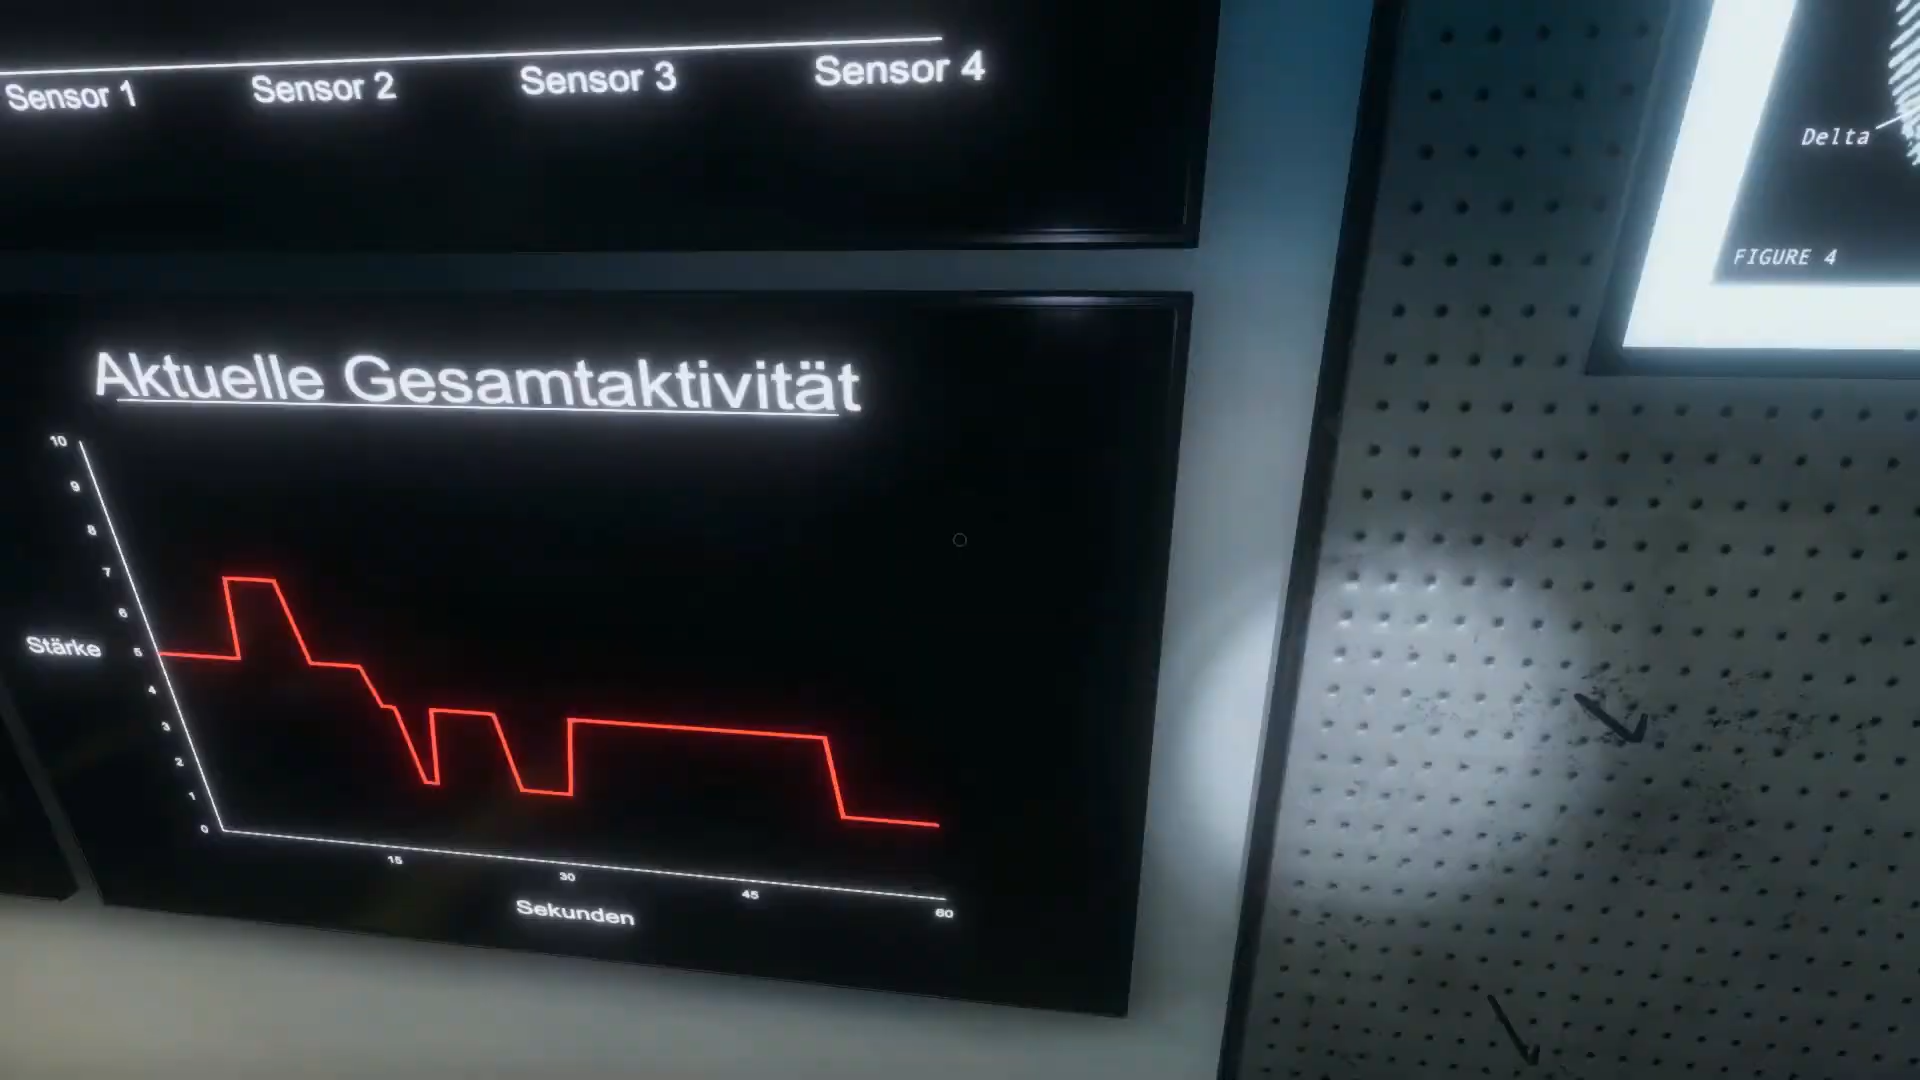 Sensor 1 Sensor 2 Sensor 3 Sensor 4
Delta
FIGURE 4
Aktuelle Gesamtaktivität
10
9
8
7
6
Stärke 5
4
3
2
1
0
15 30 45 60
Sekunden